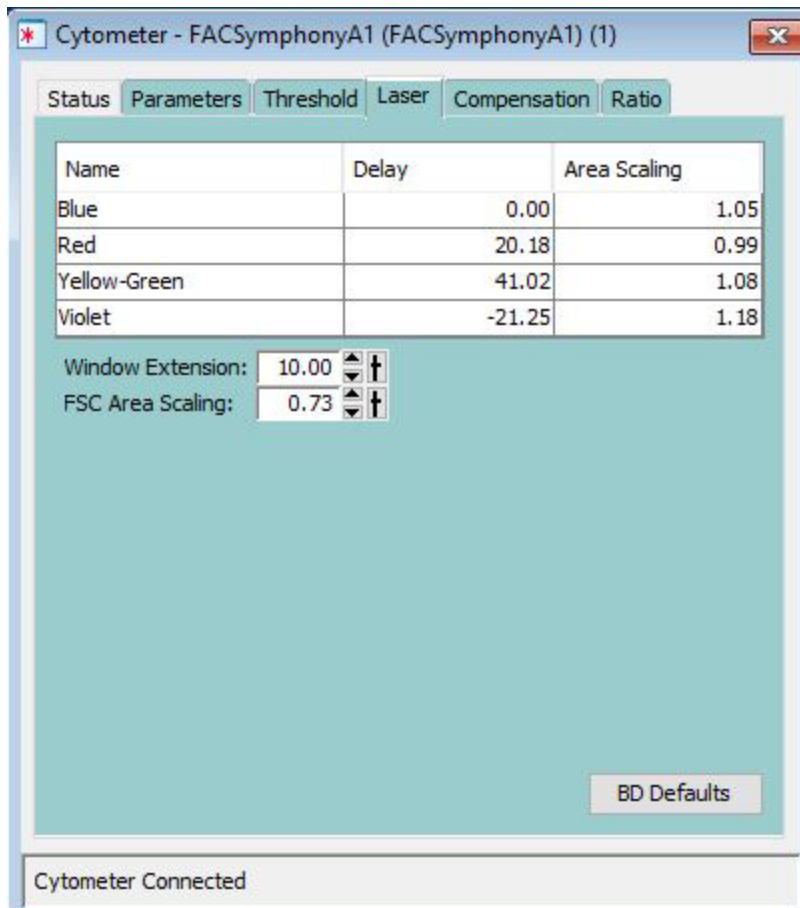 Cytometer - FACSymphonyA1 (FACSymphonyA1) (1)
Status Parameters Threshold Laser Compensation Ratio
Name Delay Area Scaling
Blue 0.00 1.05
Red 20.18 0.99
Yellow-Green 41.02 1.08
Violet -21.25 1.18
Window Extension: 10.00
FSC Area Scaling: 0.73
BD Defaults
Cytometer Connected